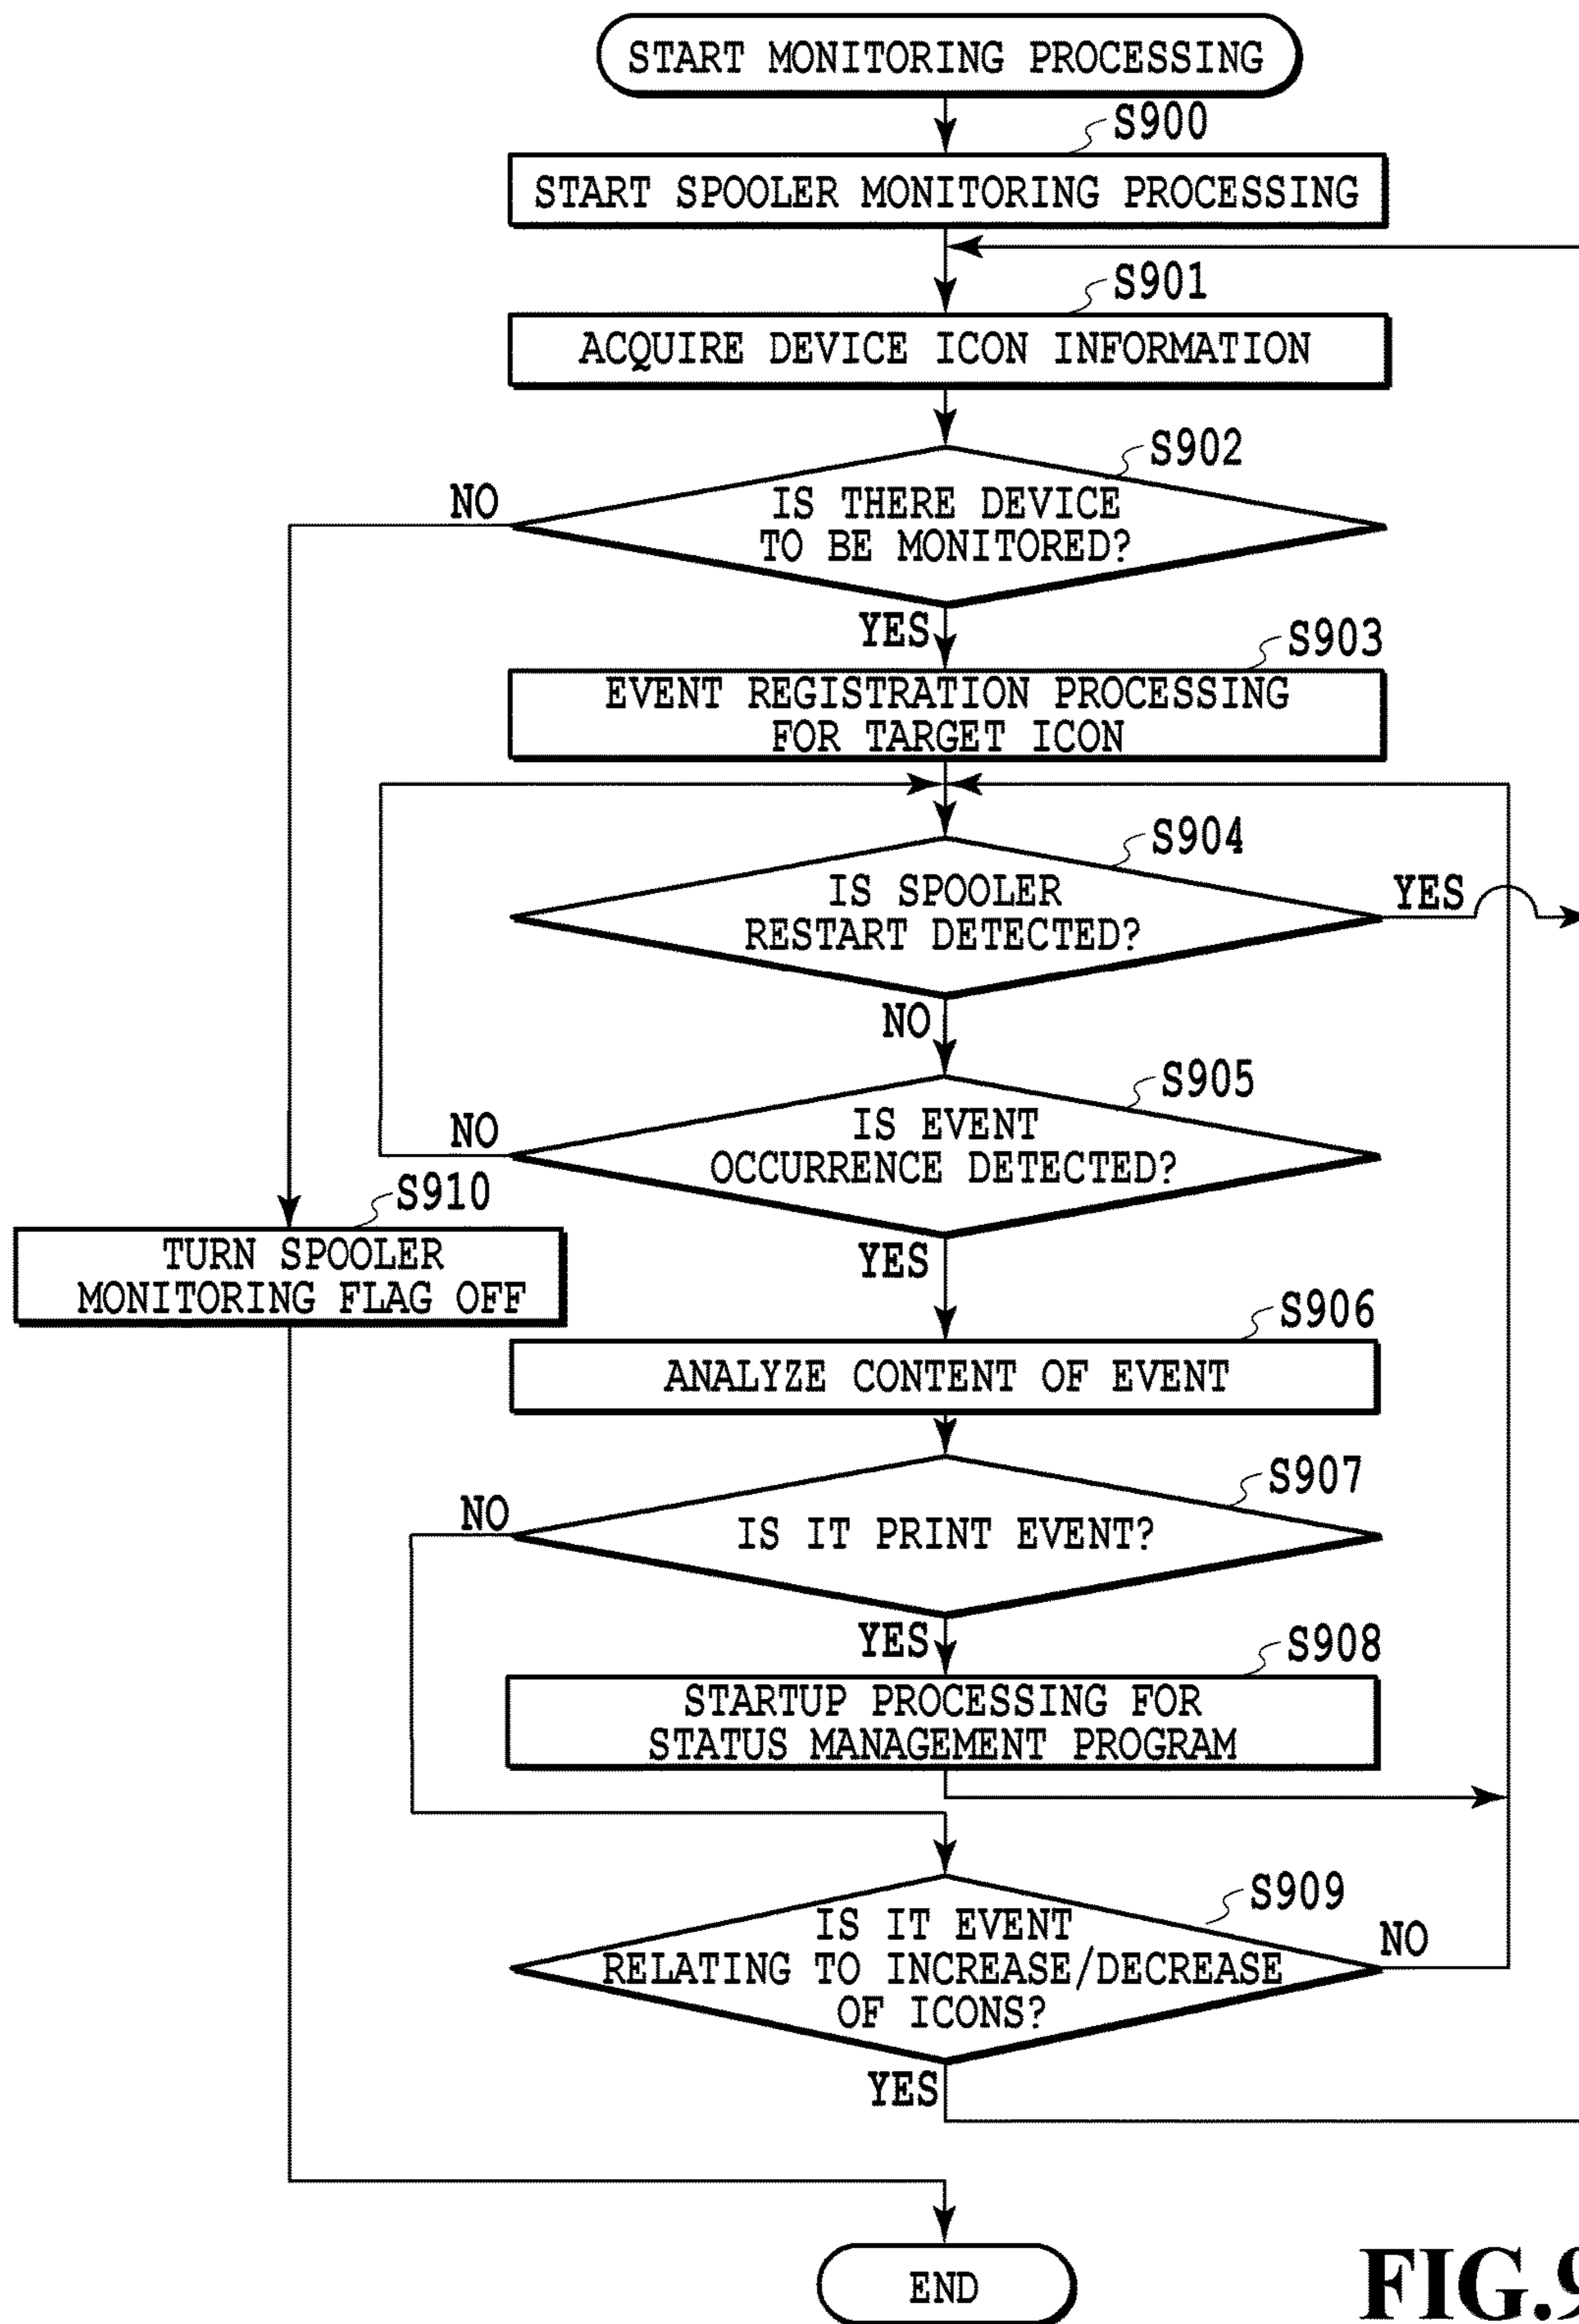 START MONITORING PROCESSING
S900
START SPOOLER MONITORING PROCESSING
S901
ACQUIRE DEVICE ICON INFORMATION
S902
NO
IS THERE DEVICE
TO BE MONITORED?
YES
S903
EVENT REGISTRATION PROCESSING
FOR TARGET ICON
S904
IS SPOOLER
RESTART DETECTED?
YES
NO
S905
IS EVENT
OCCURRENCE DETECTED?
NO
YES
S910
TURN SPOOLER
MONITORING FLAG OFF
S906
ANALYZE CONTENT OF EVENT
S907
NO
IS IT PRINT EVENT?
YES
S908
STARTUP PROCESSING FOR
STATUS MANAGEMENT PROGRAM
S909
IS IT EVENT
RELATING TO INCREASE/DECREASE
OF ICONS?
NO
YES
END
FIG.9